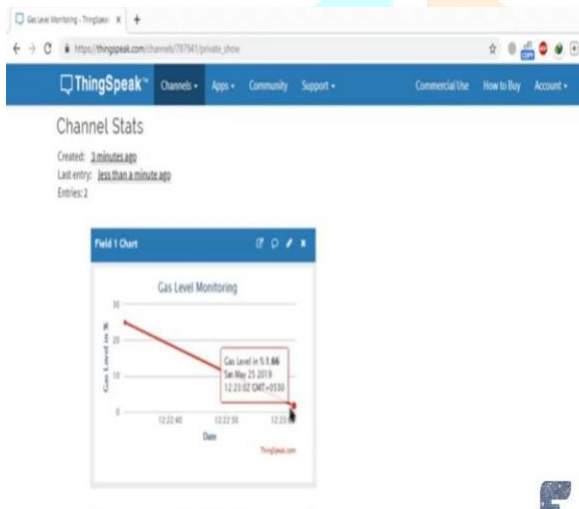 Gas Level Monitoring - ThingSpeak
https://thingspeak.com/channels/787941/private_show
ThingSpeak™ Channels Apps Community Support Commercial Use How to Buy Account
Channel Stats
Created: 3 minutes ago
Last entry: less than a minute ago
Entries: 2
Field 1 Chart
Gas Level Monitoring
30
20
10
0
Gas Level in %
Gas Level in %:1.66
Sat May 25 2019
12:23:02 GMT+0530
12:22:40 12:22:50
Date
ThingSpeak.com